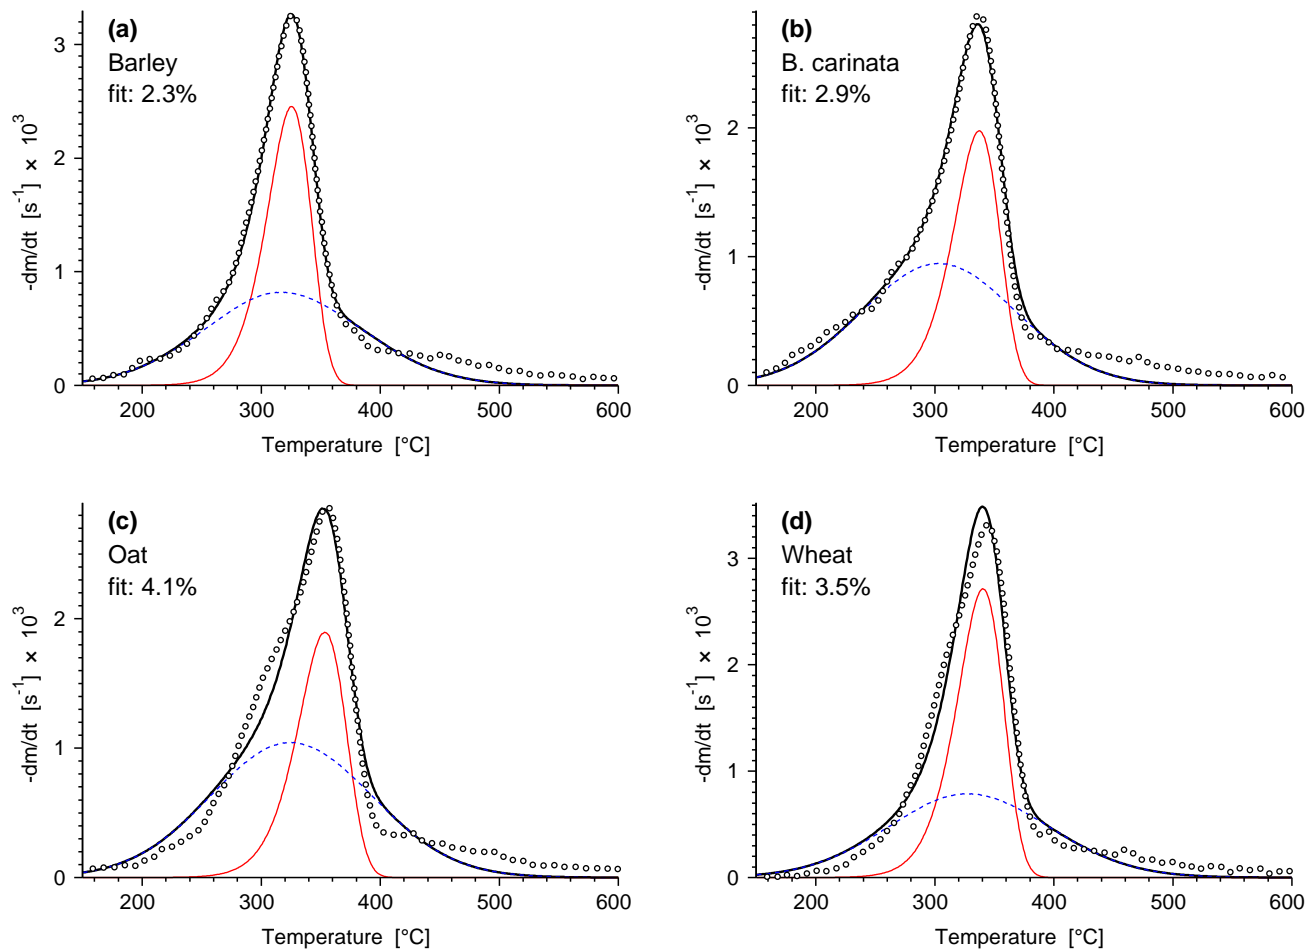 (a)
Barley
fit: 2.3%
3
2
1
0
-dm/dt [s⁻¹] × 10³
200 300 400 500 600
Temperature [°C]
(b)
B. carinata
fit: 2.9%
2
1
0
-dm/dt [s⁻¹] × 10³
200 300 400 500 600
Temperature [°C]
(c)
Oat
fit: 4.1%
2
1
0
-dm/dt [s⁻¹] × 10³
200 300 400 500 600
Temperature [°C]
(d)
Wheat
fit: 3.5%
3
2
1
0
-dm/dt [s⁻¹] × 10³
200 300 400 500 600
Temperature [°C]